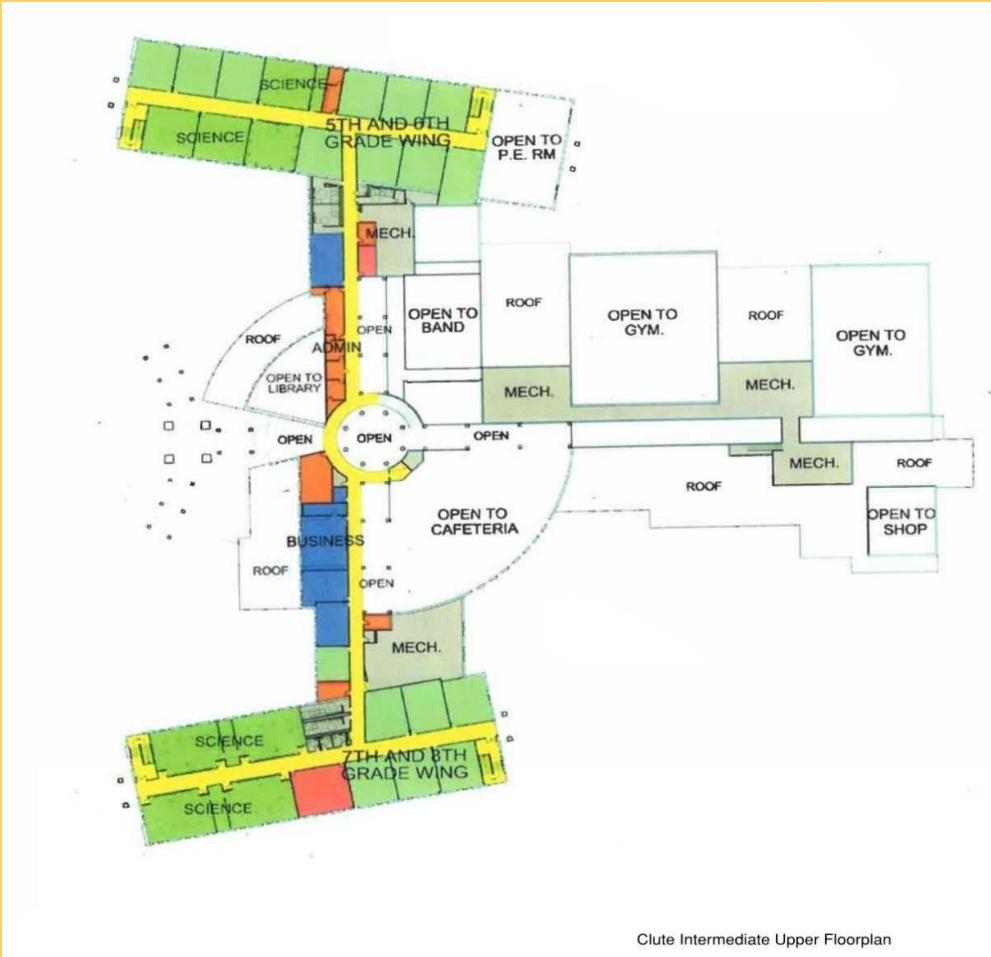 SCIENCE
5TH AND 6TH
GRADE WING
SCIENCE
OPEN TO
P.E. RM
MECH.
ROOF
OPEN TO
BAND
OPEN
OPEN TO
GYM.
ROOF
OPEN TO
GYM.
ROOF
ADMIN
OPEN TO
LIBRARY
MECH.
MECH.
OPEN
OPEN
OPEN
MECH.
ROOF
ROOF
OPEN TO
CAFETERIA
OPEN TO
SHOP
BUSINESS
ROOF
OPEN
MECH.
SCIENCE
7TH AND 8TH
GRADE WING
SCIENCE
Clute Intermediate Upper Floorplan